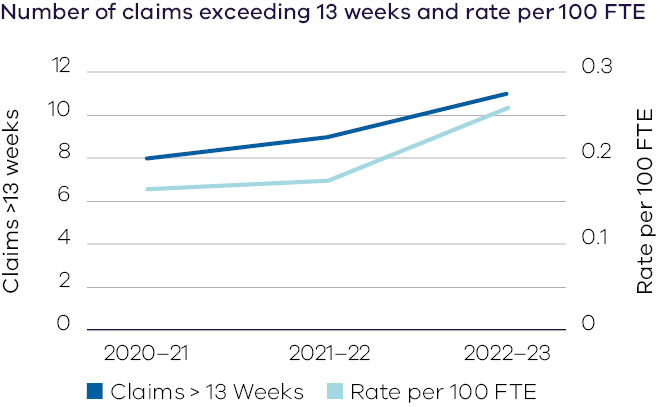 Number of claims exceeding 13 weeks and rate per 100 FTE
Claims >13 weeks
12
10
8
6
4
2
0
0.3
0.2
0.1
0
Rate per 100 FTE
2020–21
2021–22
2022–23
Claims > 13 Weeks
Rate per 100 FTE